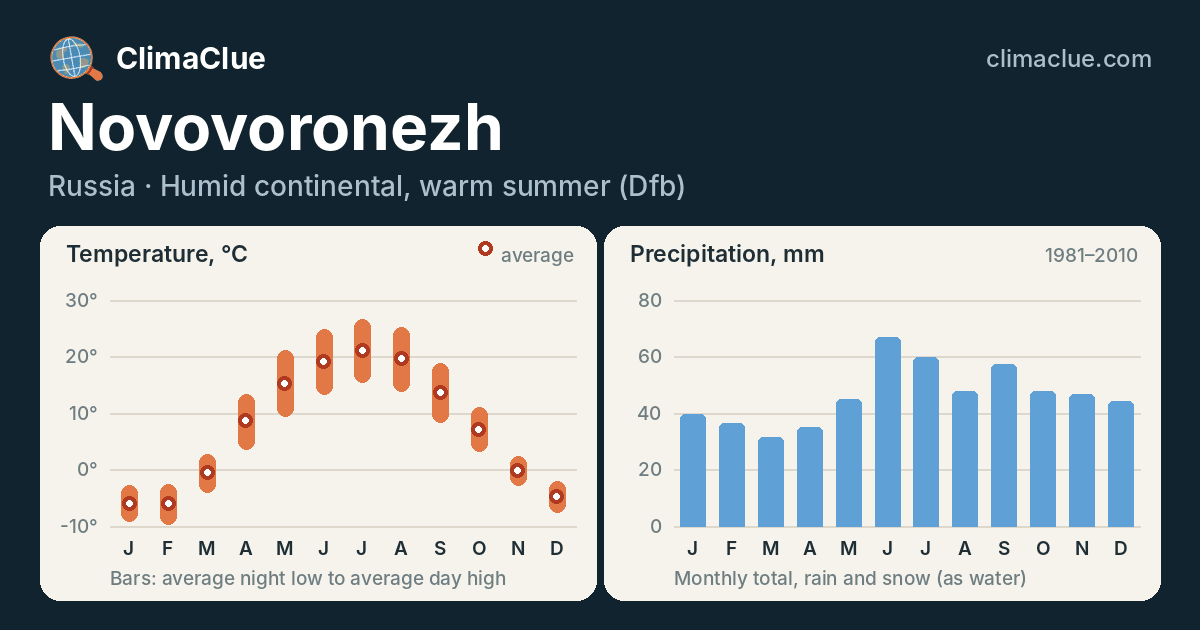 ClimaClue
climaclue.com
Novovoronezh
Russia · Humid continental, warm summer (Dfb)
Temperature, °C
average
30°
20°
10°
0°
-10°
J F M A M J J A S O N D
Bars: average night low to average day high
Precipitation, mm
1981–2010
80
60
40
20
0
J F M A M J J A S O N D
Monthly total, rain and snow (as water)